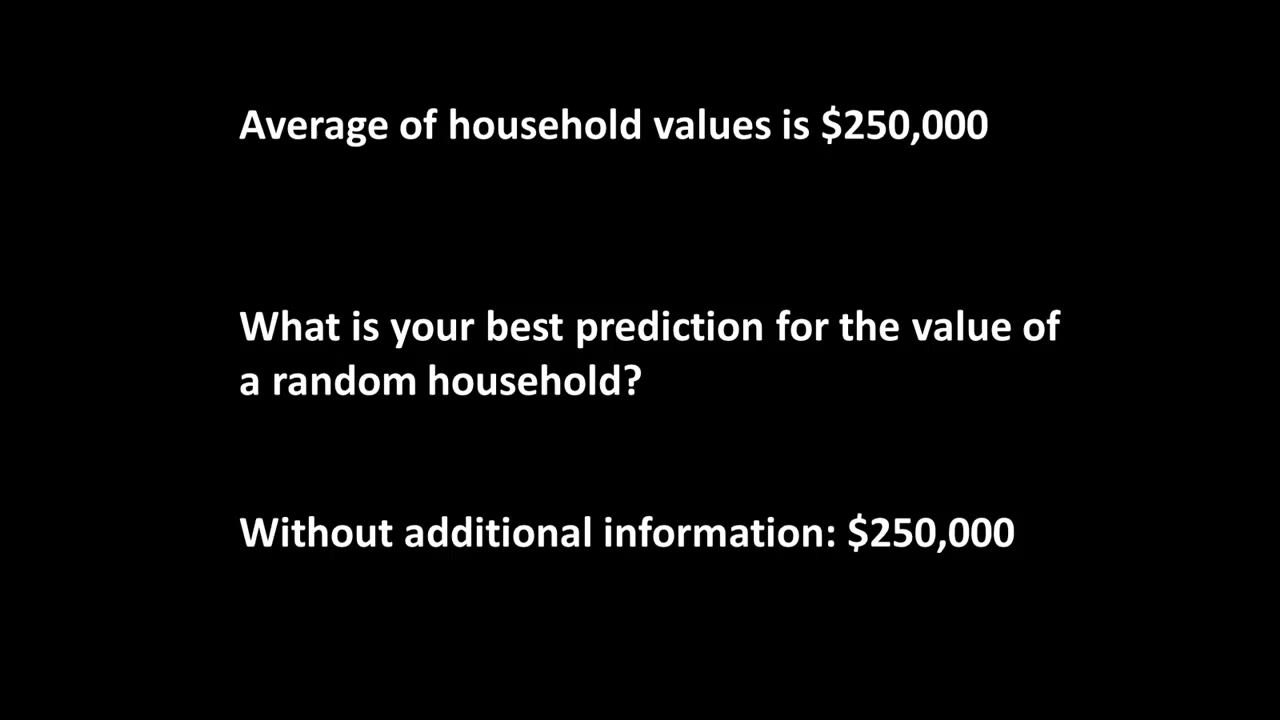 Average of household values is $250,000
What is your best prediction for the value of
a random household?
Without additional information: $250,000